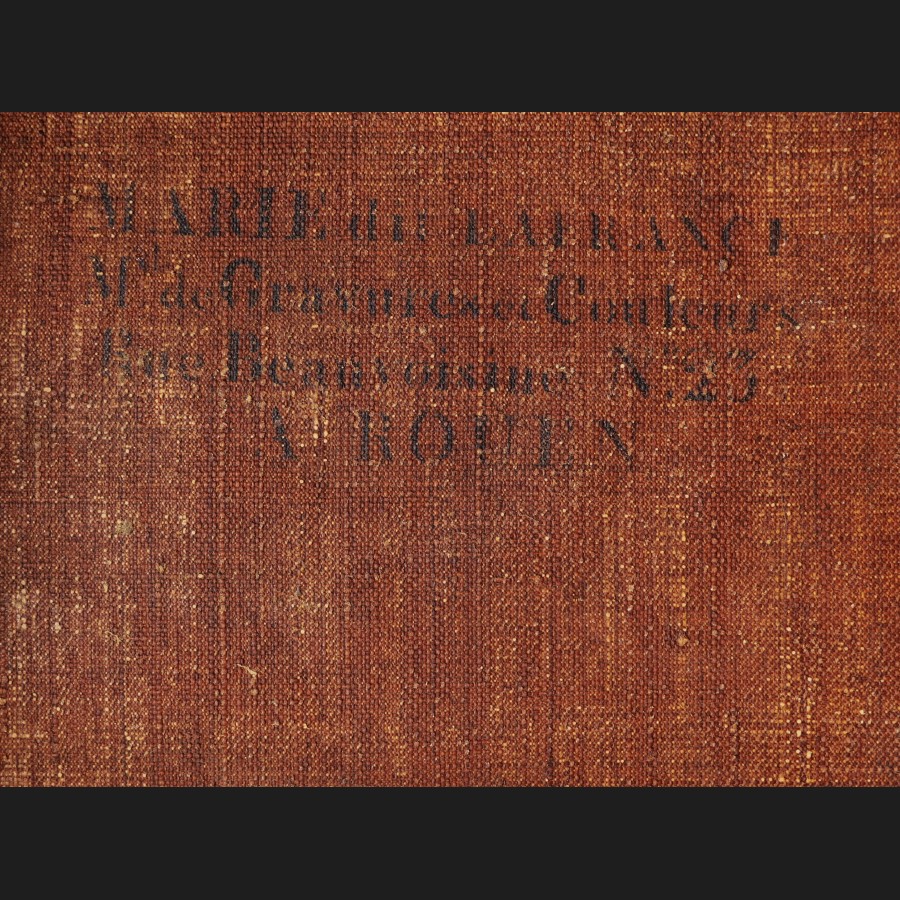 MARIE dit LAFRANCE
Md. de Gravures et Couleurs
Rue Beauvoisine N° 23
A ROUEN